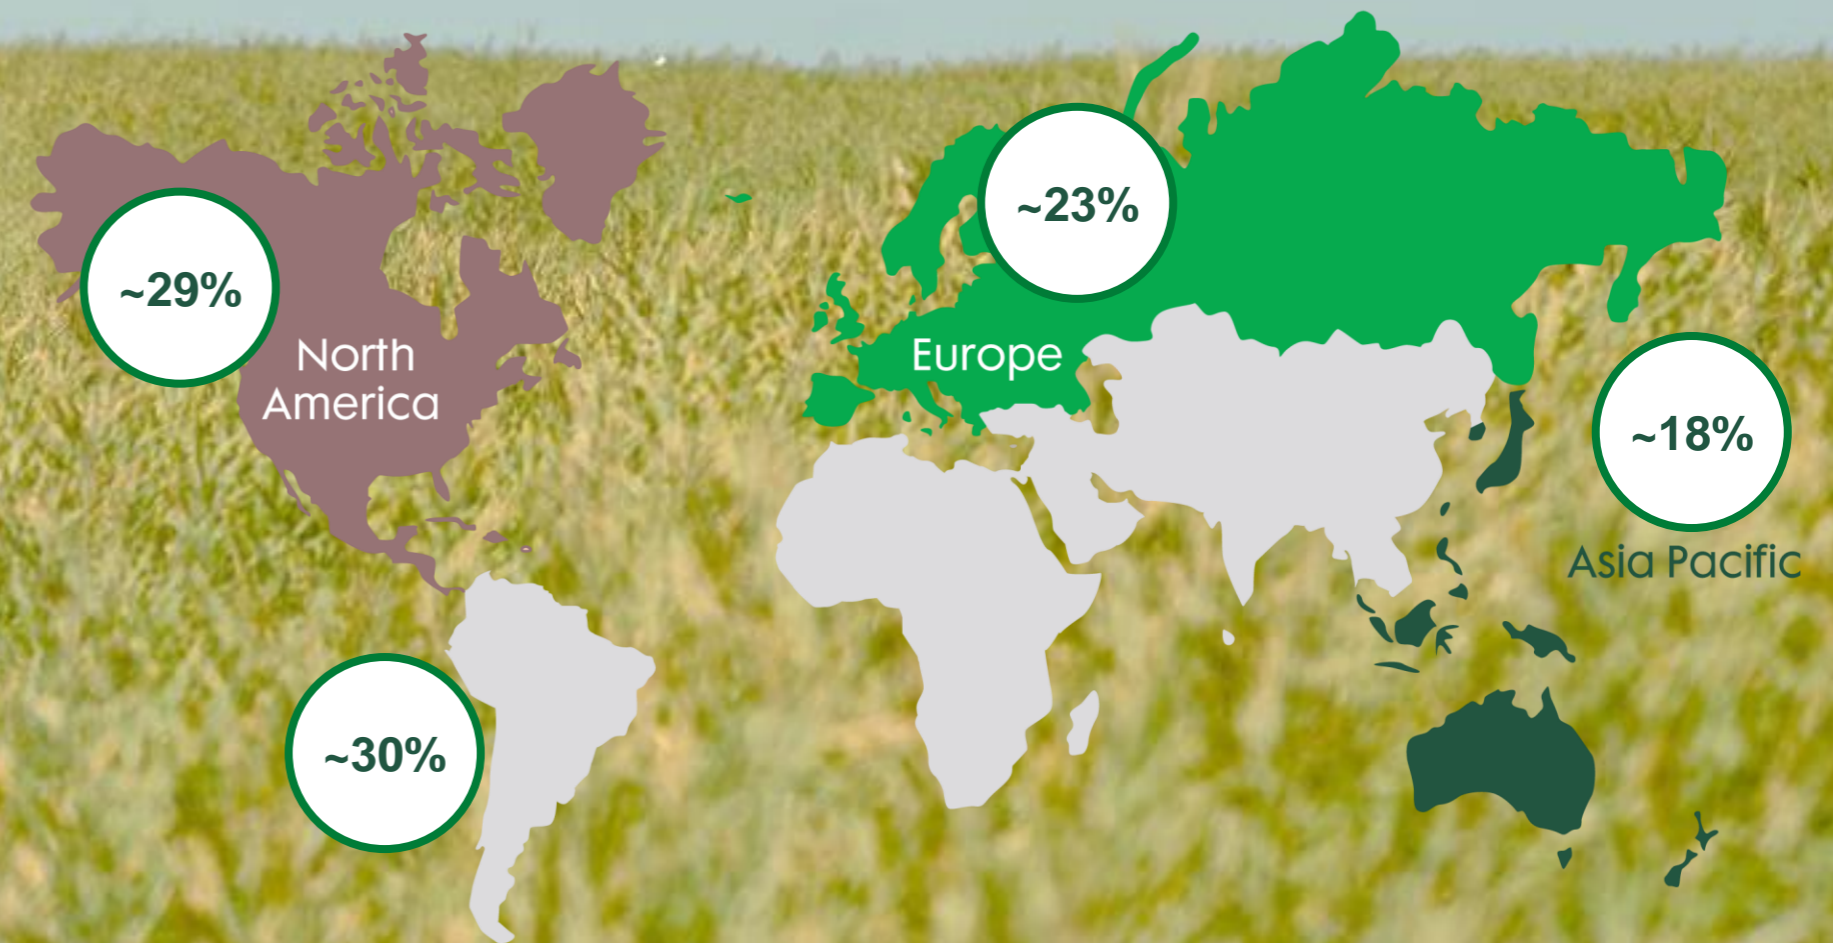 ~23%
~29%
North
America
Europe
~18%
Asia Pacific
~30%